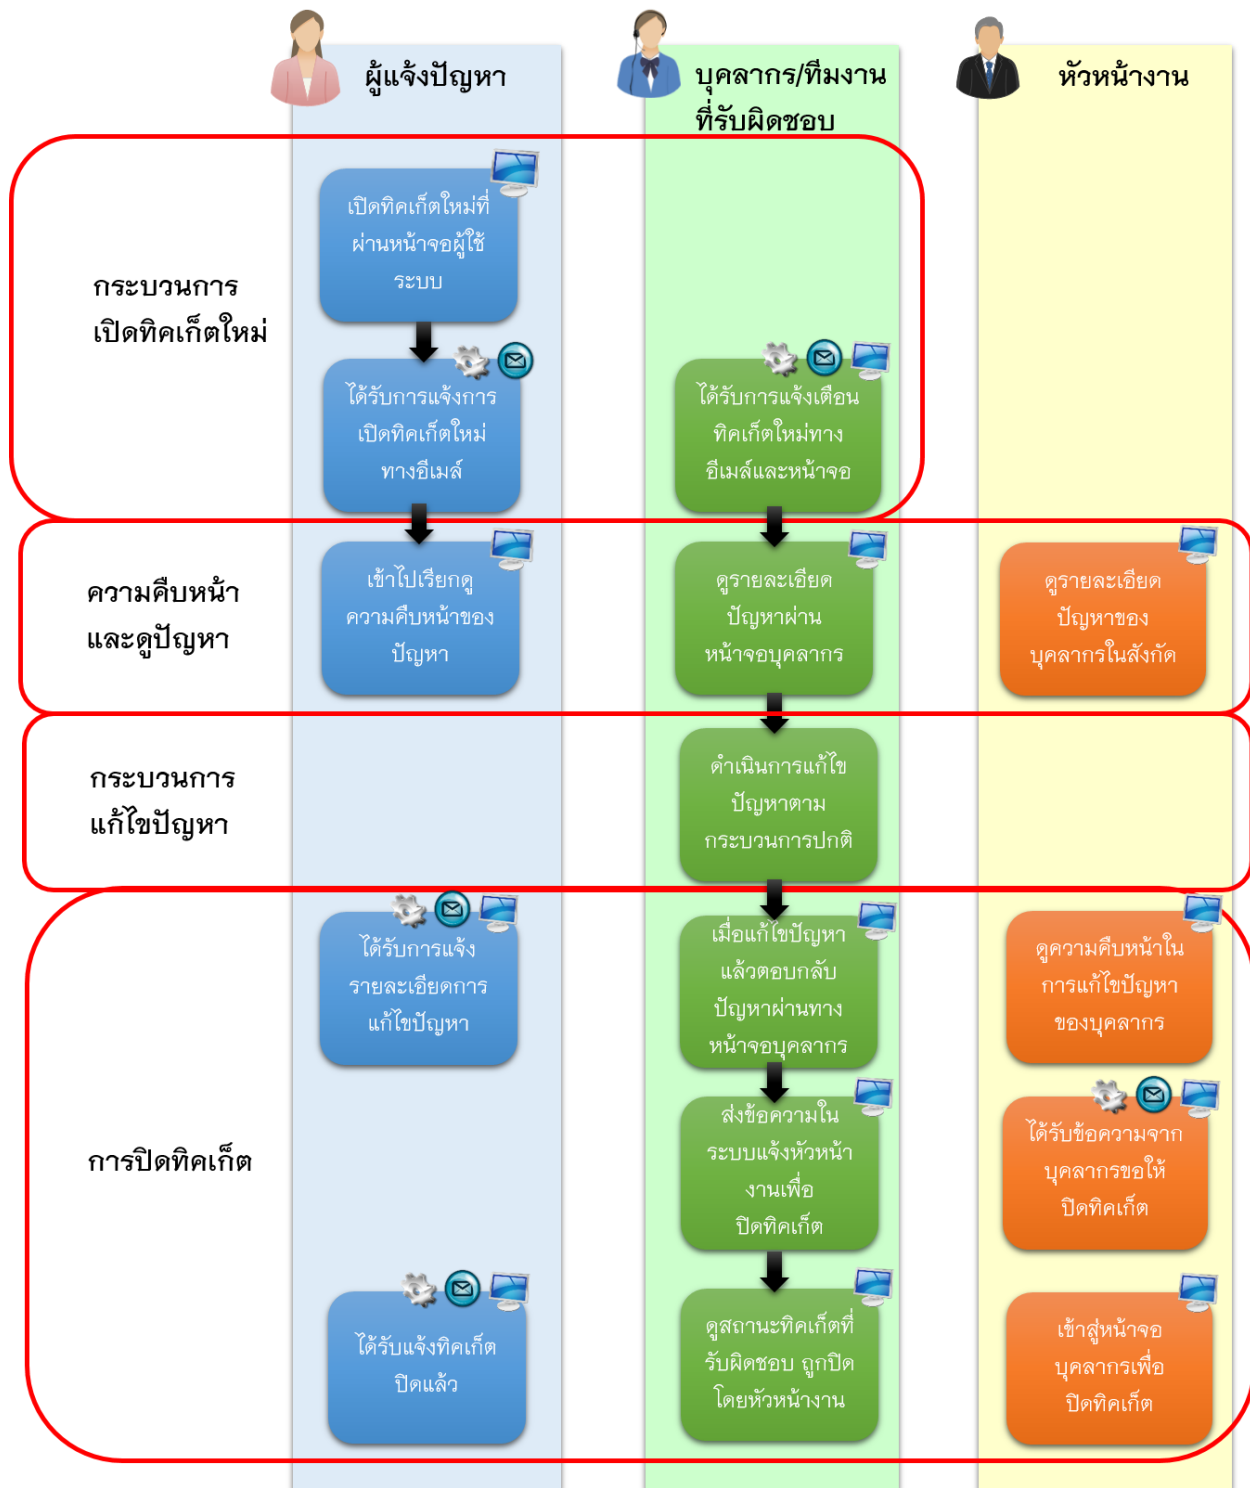 ผู้แจ้งปัญหา
บุคลากร/ทีมงาน
ที่รับผิดชอบ
หัวหน้างาน
กระบวนการ
เปิดทิคเก็ตใหม่
เปิดทิคเก็ตใหม่ที่
ผ่านหน้าจอผู้ใช้
ระบบ
ได้รับการแจ้งการ
เปิดทิคเก็ตใหม่
ทางอีเมล์
ได้รับการแจ้งเตือน
ทิคเก็ตใหม่ทาง
อีเมล์และหน้าจอ
ความคืบหน้า
และดูปัญหา
เข้าไปเรียกดู
ความคืบหน้าของ
ปัญหา
ดูรายละเอียด
ปัญหาผ่าน
หน้าจอบุคลากร
ดูรายละเอียด
ปัญหาของ
บุคลากรในสังกัด
กระบวนการ
แก้ไขปัญหา
ดำเนินการแก้ไข
ปัญหาตาม
กระบวนการปกติ
การปิดทิคเก็ต
ได้รับการแจ้ง
รายละเอียดการ
แก้ไขปัญหา
เมื่อแก้ไขปัญหา
แล้วตอบกลับ
ปัญหาผ่านทาง
หน้าจอบุคลากร
ดูความคืบหน้าใน
การแก้ไขปัญหา
ของบุคลากร
ส่งข้อความใน
ระบบแจ้งหัวหน้า
งานเพื่อ
ปิดทิคเก็ต
ได้รับข้อความจาก
บุคลากรขอให้
ปิดทิคเก็ต
ได้รับแจ้งทิคเก็ต
ปิดแล้ว
ดูสถานะทิคเก็ตที่
รับผิดชอบ ถูกปิด
โดยหัวหน้างาน
เข้าสู่หน้าจอ
บุคลากรเพื่อ
ปิดทิคเก็ต